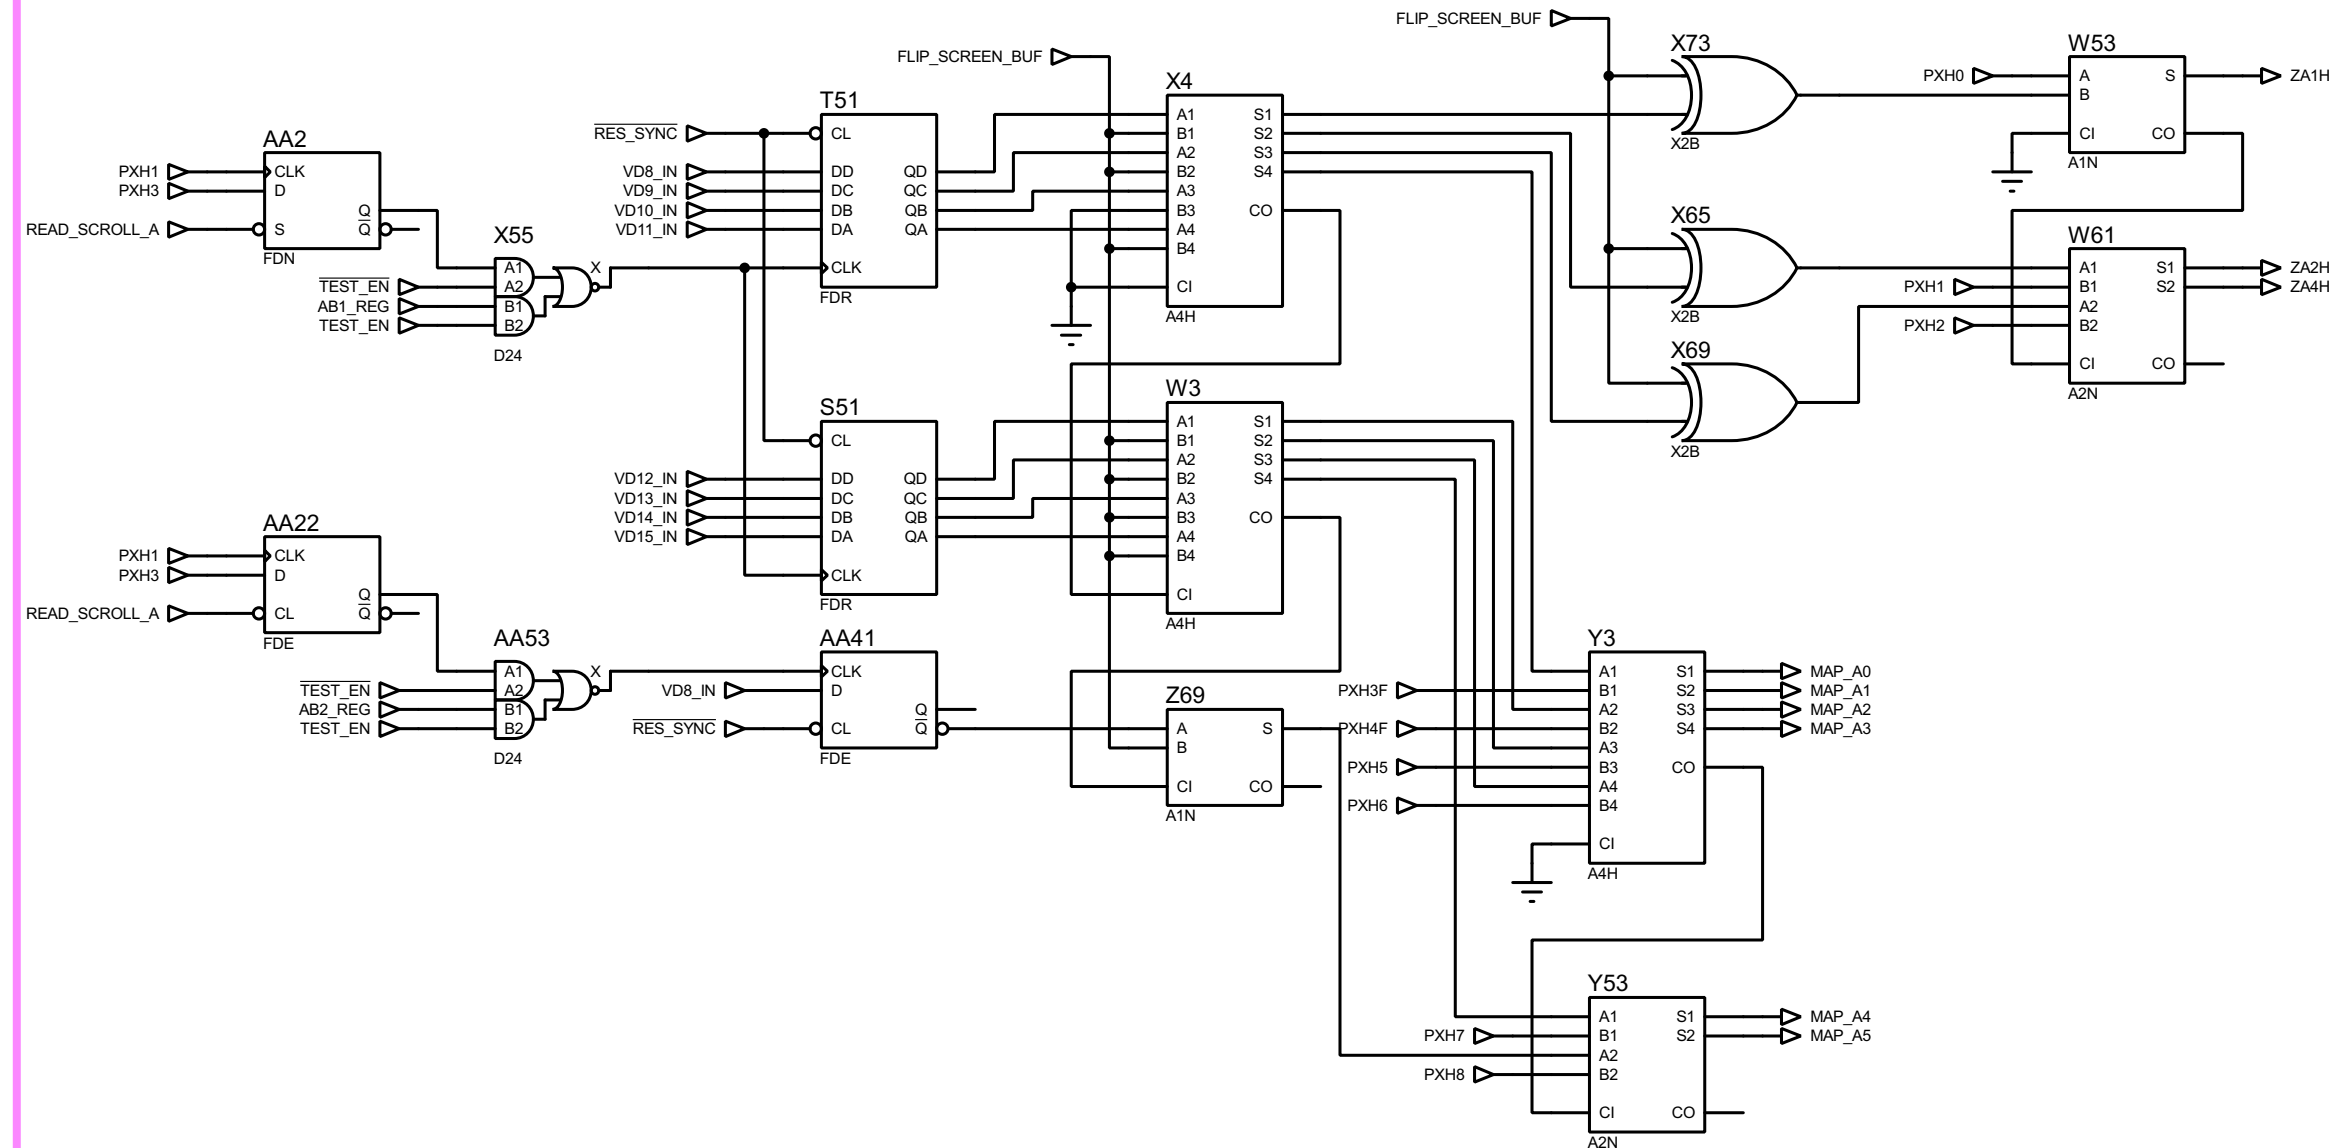 FLIP_SCREEN_BUF
FLIP_SCREEN_BUF
AA2
PXH1
PXH3
READ_SCROLL_A
CLK
D
S
Q
Q̅
FDN
X55
T̅E̅S̅T̅_̅E̅N̅
AB1_REG
TEST_EN
A1
A2
B1
B2
X
D24
T51
R̅E̅S̅_̅S̅Y̅N̅C̅
VD8_IN
VD9_IN
VD10_IN
VD11_IN
CL
DD
DC
DB
DA
CLK
QD
QC
QB
QA
FDR
X4
A1
B1
A2
B2
A3
B3
A4
B4
CI
S1
S2
S3
S4
CO
A4H
X73
X2B
X65
X2B
X69
X2B
W53
PXH0
A
B
CI
S
CO
A1N
ZA1H
W61
PXH1
PXH2
A1
B1
A2
B2
CI
S1
S2
CO
A2N
ZA2H
ZA4H
S51
VD12_IN
VD13_IN
VD14_IN
VD15_IN
CL
DD
DC
DB
DA
CLK
QD
QC
QB
QA
FDR
W3
A1
B1
A2
B2
A3
B3
A4
B4
CI
S1
S2
S3
S4
CO
A4H
AA22
PXH1
PXH3
READ_SCROLL_A
CLK
D
CL
Q
Q̅
FDE
AA53
T̅E̅S̅T̅_̅E̅N̅
AB2_REG
TEST_EN
A1
A2
B1
B2
X
D24
AA41
VD8_IN
R̅E̅S̅_̅S̅Y̅N̅C̅
CLK
D
CL
Q
Q̅
FDE
Z69
A
B
CI
S
CO
A1N
Y3
PXH3F
PXH4F
PXH5
PXH6
A1
B1
A2
B2
A3
B3
A4
B4
CI
S1
S2
S3
S4
CO
A4H
MAP_A0
MAP_A1
MAP_A2
MAP_A3
Y53
PXH7
PXH8
A1
B1
A2
B2
CI
S1
S2
CO
A2N
MAP_A4
MAP_A5